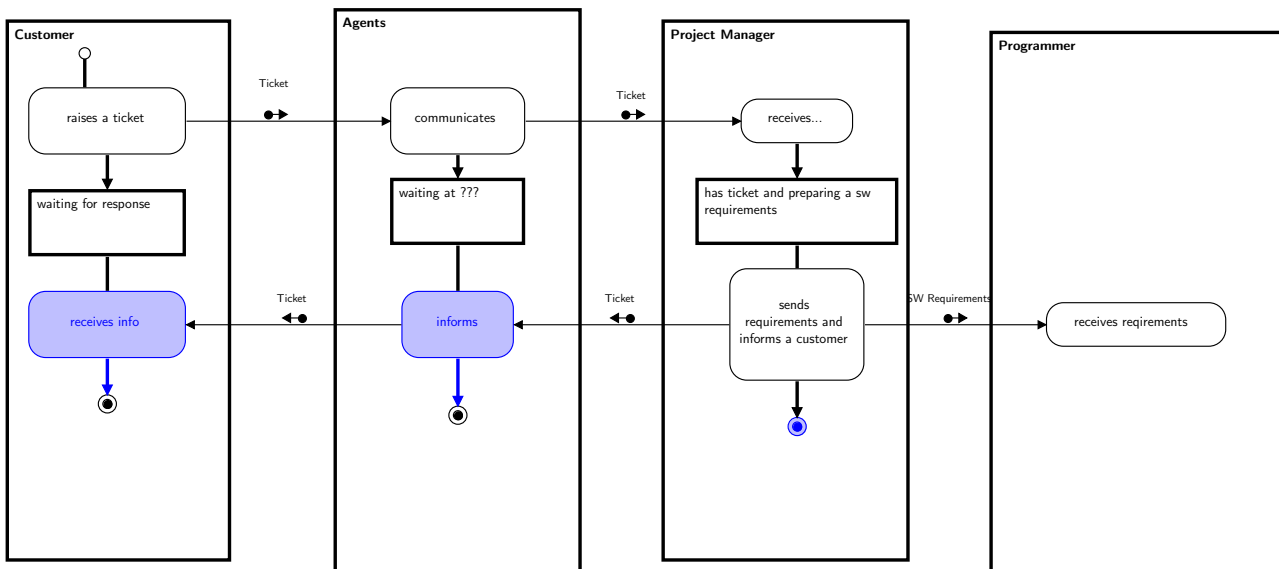 Customer
Agents
Project Manager
Programmer
Ticket
Ticket
raises a ticket
communicates
receives...
waiting for response
waiting at ???
has ticket and preparing a sw
requirements
Ticket
Ticket
SW Requirements
receives info
informs
sends
requirements and
informs a customer
receives reqirements